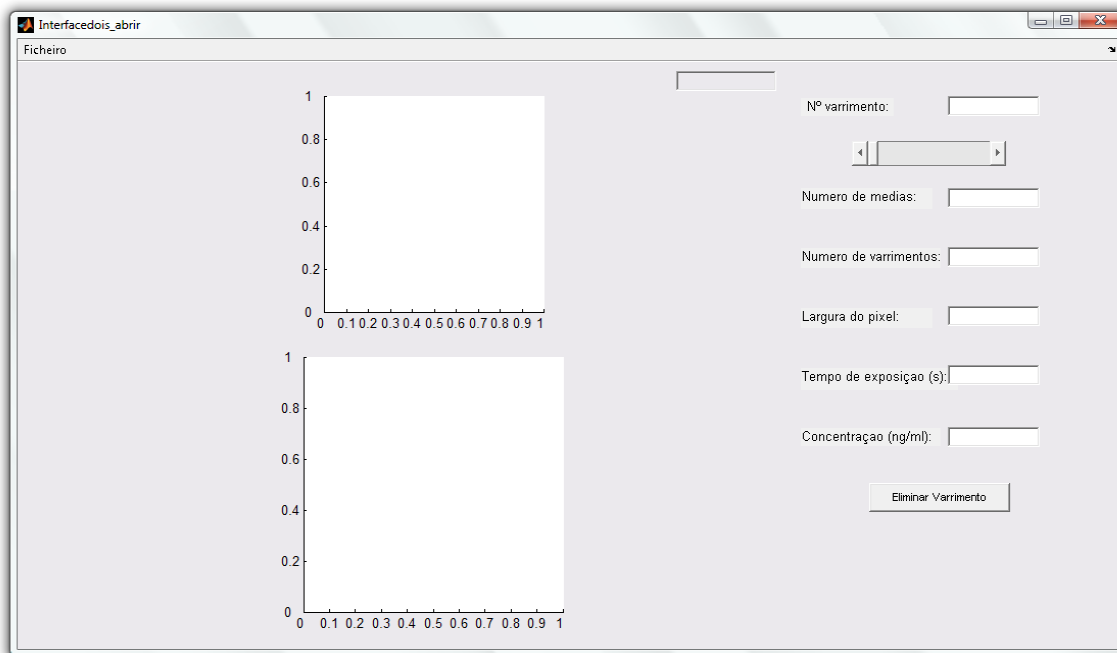 Interfacedois_abrir
Ficheiro
1
0.8
0.6
0.4
0.2
0
0 0.1 0.2 0.3 0.4 0.5 0.6 0.7 0.8 0.9 1
1
0.8
0.6
0.4
0.2
0
0 0.1 0.2 0.3 0.4 0.5 0.6 0.7 0.8 0.9 1
Nº varrimento:
Numero de medias:
Numero de varrimentos:
Largura do pixel:
Tempo de exposiçao (s):
Concentraçao (ng/ml):
Eliminar Varrimento